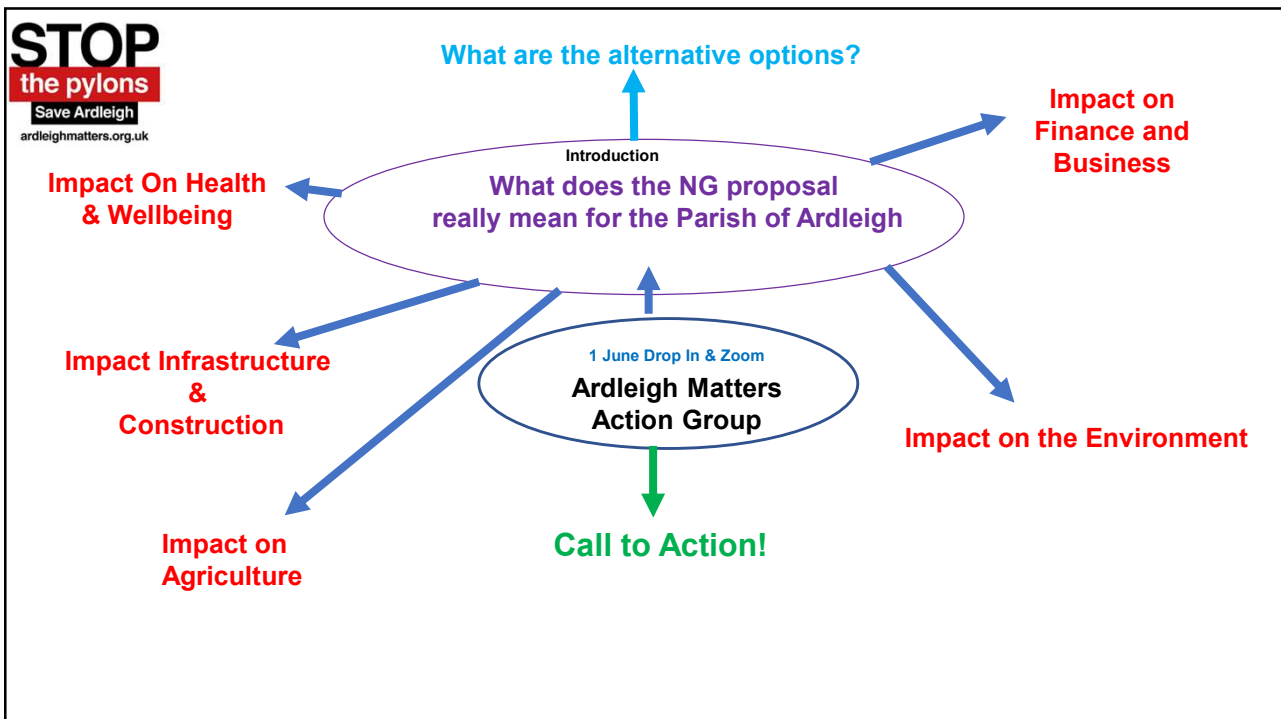 STOP
the pylons
Save Ardleigh
ardleighmatters.org.uk
What are the alternative options?
Impact on
Finance and
Business
Introduction
What does the NG proposal
really mean for the Parish of Ardleigh
Impact On Health
& Wellbeing
1 June Drop In & Zoom
Ardleigh Matters
Action Group
Impact Infrastructure
&
Construction
Impact on the Environment
Call to Action!
Impact on
Agriculture